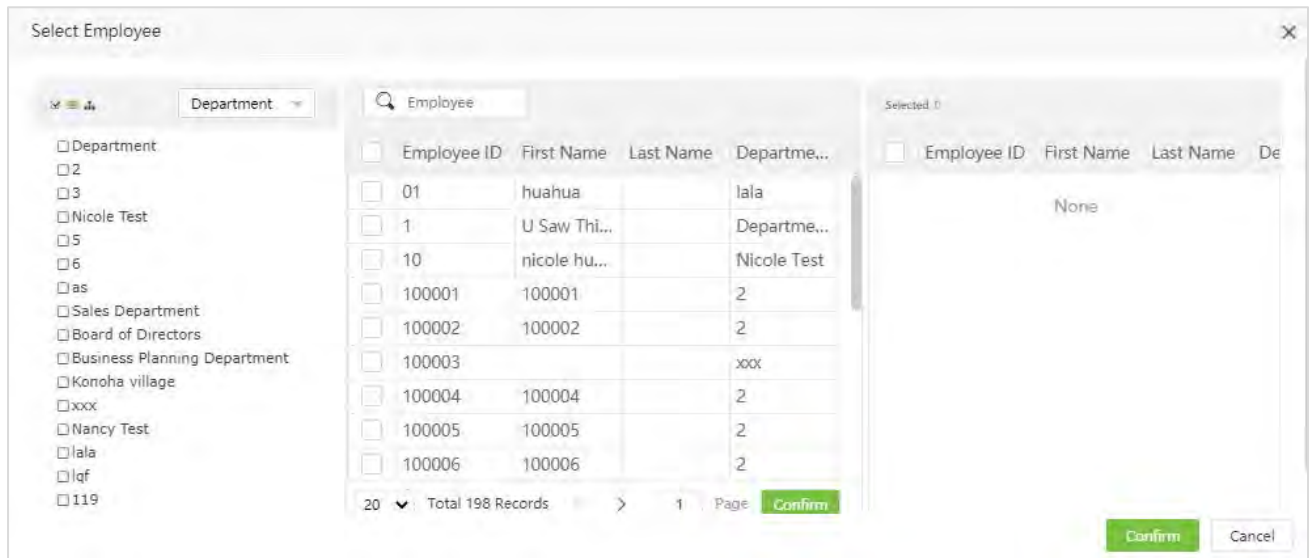 Select Employee
Department
Department
2
3
Nicole Test
5
6
as
Sales Department
Board of Directors
Business Planning Department
Konoha village
xxx
Nancy Test
lala
lqf
119
Employee
Employee ID First Name Last Name Departme...
01 huahua lala
1 U Saw Thi... Departme...
10 nicole hu... Nicole Test
100001 100001 2
100002 100002 2
100003 xxx
100004 100004 2
100005 100005 2
100006 100006 2
20 Total 198 Records 1 Page Confirm
Selected 0
Employee ID First Name Last Name De
None
Confirm Cancel